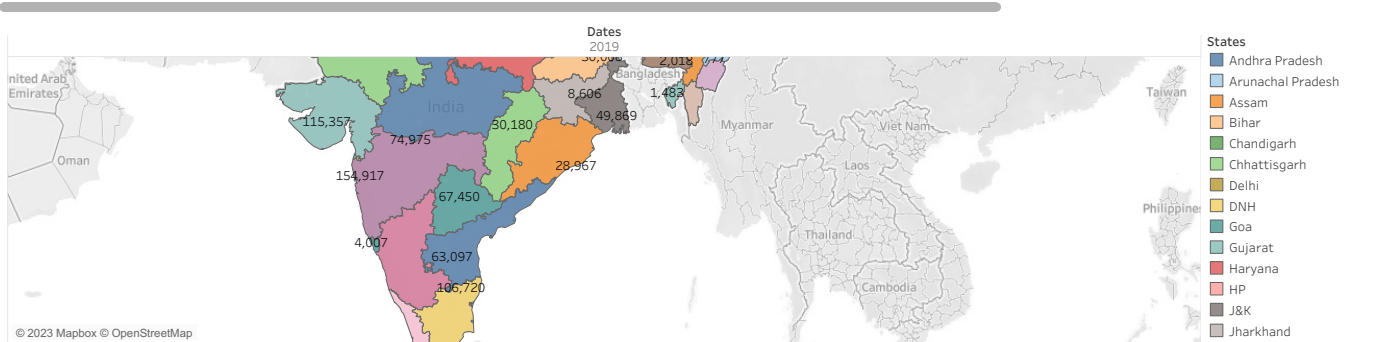 Dates
2019
States
Andhra Pradesh
Arunachal Pradesh
Assam
Bihar
Chandigarh
Chhattisgarh
Delhi
DNH
Goa
Gujarat
Haryana
HP
J&K
Jharkhand
nited Arab
Emirates
Oman
India
Bangladesh
Myanmar
Viet Nam
Laos
Thailand
Cambodia
Taiwan
Philippines
2,018
77
8,606
1,483
49,869
115,357
30,180
74,975
28,967
154,917
67,450
4,007
63,097
106,720
© 2023 Mapbox © OpenStreetMap